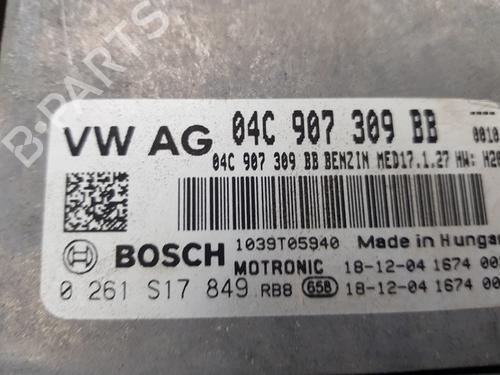 B-PARTS
VW AG 04C 907 309 BB ----
04C 907 309 BB BENZIN MED17.1.27 HW: H20
0010
BOSCH 1039T05940 Made in Hungar
MOTRONIC 18-12-04 1674 00
0 261 S17 849 RB8 658 18-12-04 1674 00